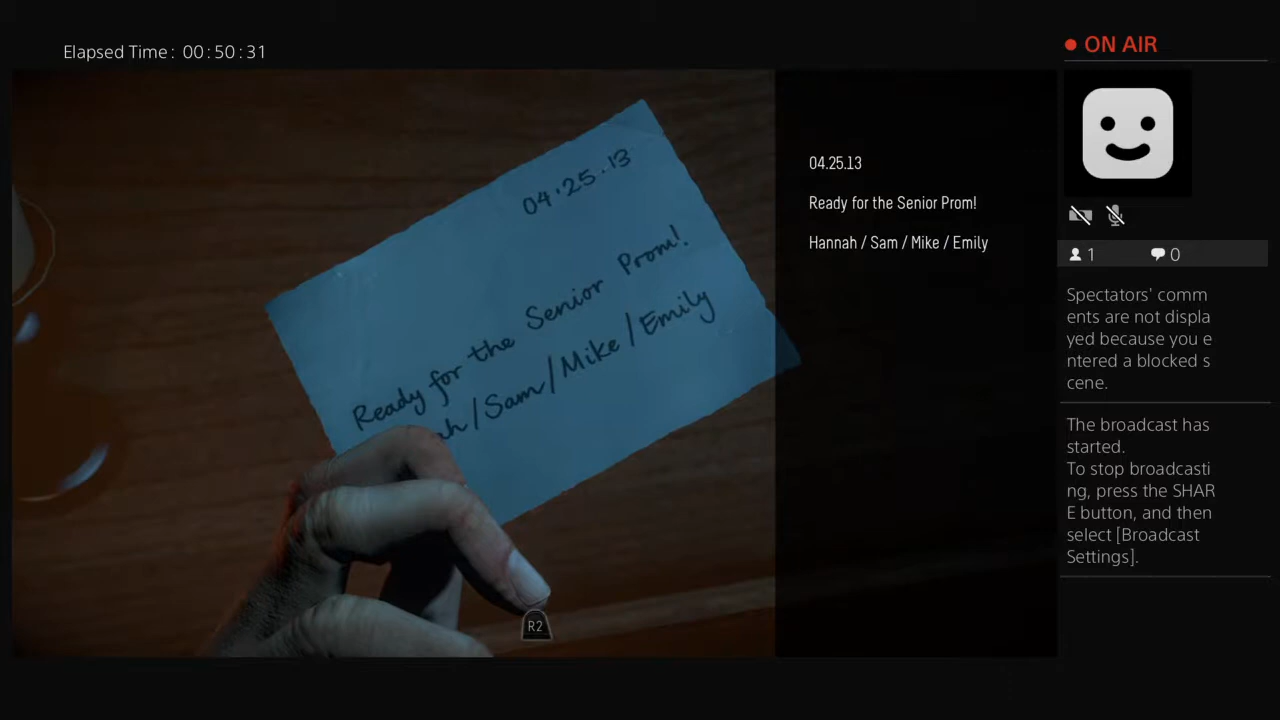 Elapsed Time: 00:50:31
ON AIR
04.25.13
Ready for the Senior Prom!
ah/Sam/Mike/Emily
R2
04.25.13
Ready for the Senior Prom!
Hannah / Sam / Mike / Emily
1
0
Spectators' comm
ents are not displa
yed because you e
ntered a blocked s
cene.
The broadcast has
started.
To stop broadcasti
ng, press the SHAR
E button, and then
select [Broadcast
Settings].